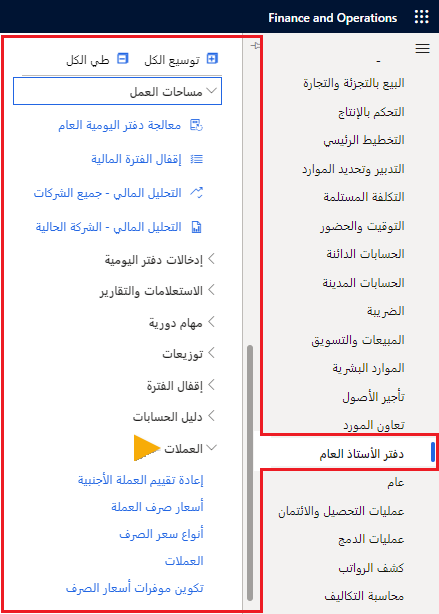 Finance and Operations
البيع بالتجزئة والتجارة
التحكم بالإنتاج
التخطيط الرئيسي
التدبير وتحديد الموارد
التكلفة المستلمة
التوقيت والحضور
الحسابات الدائنة
الحسابات المدينة
الضريبة
المبيعات والتسويق
الموارد البشرية
تأجير الأصول
تعاون المورد
دفتر الأستاذ العام
عام
عمليات التحصيل والائتمان
عمليات الدمج
كشف الرواتب
محاسبة التكاليف
توسيع الكل
طي الكل
مساحات العمل
معالجة دفتر اليومية العام
إقفال الفترة المالية
التحليل المالي - جميع الشركات
التحليل المالي - الشركة الحالية
إدخالات دفتر اليومية
الاستعلامات والتقارير
مهام دورية
توزيعات
إقفال الفترة
دليل الحسابات
العملات
إعادة تقييم العملة الأجنبية
أسعار صرف العملة
أنواع سعر الصرف
العملات
تكوين موفرات أسعار الصرف